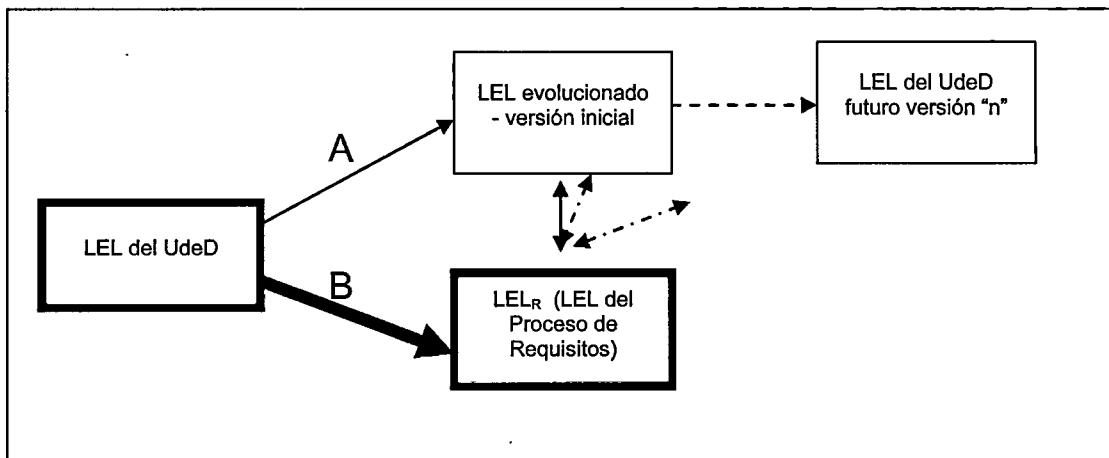 LEL evolucionado
- versión inicial
LEL del UdeD
futuro versión “n”
A
LEL del UdeD
B
LELR (LEL del
Proceso de
Requisitos)